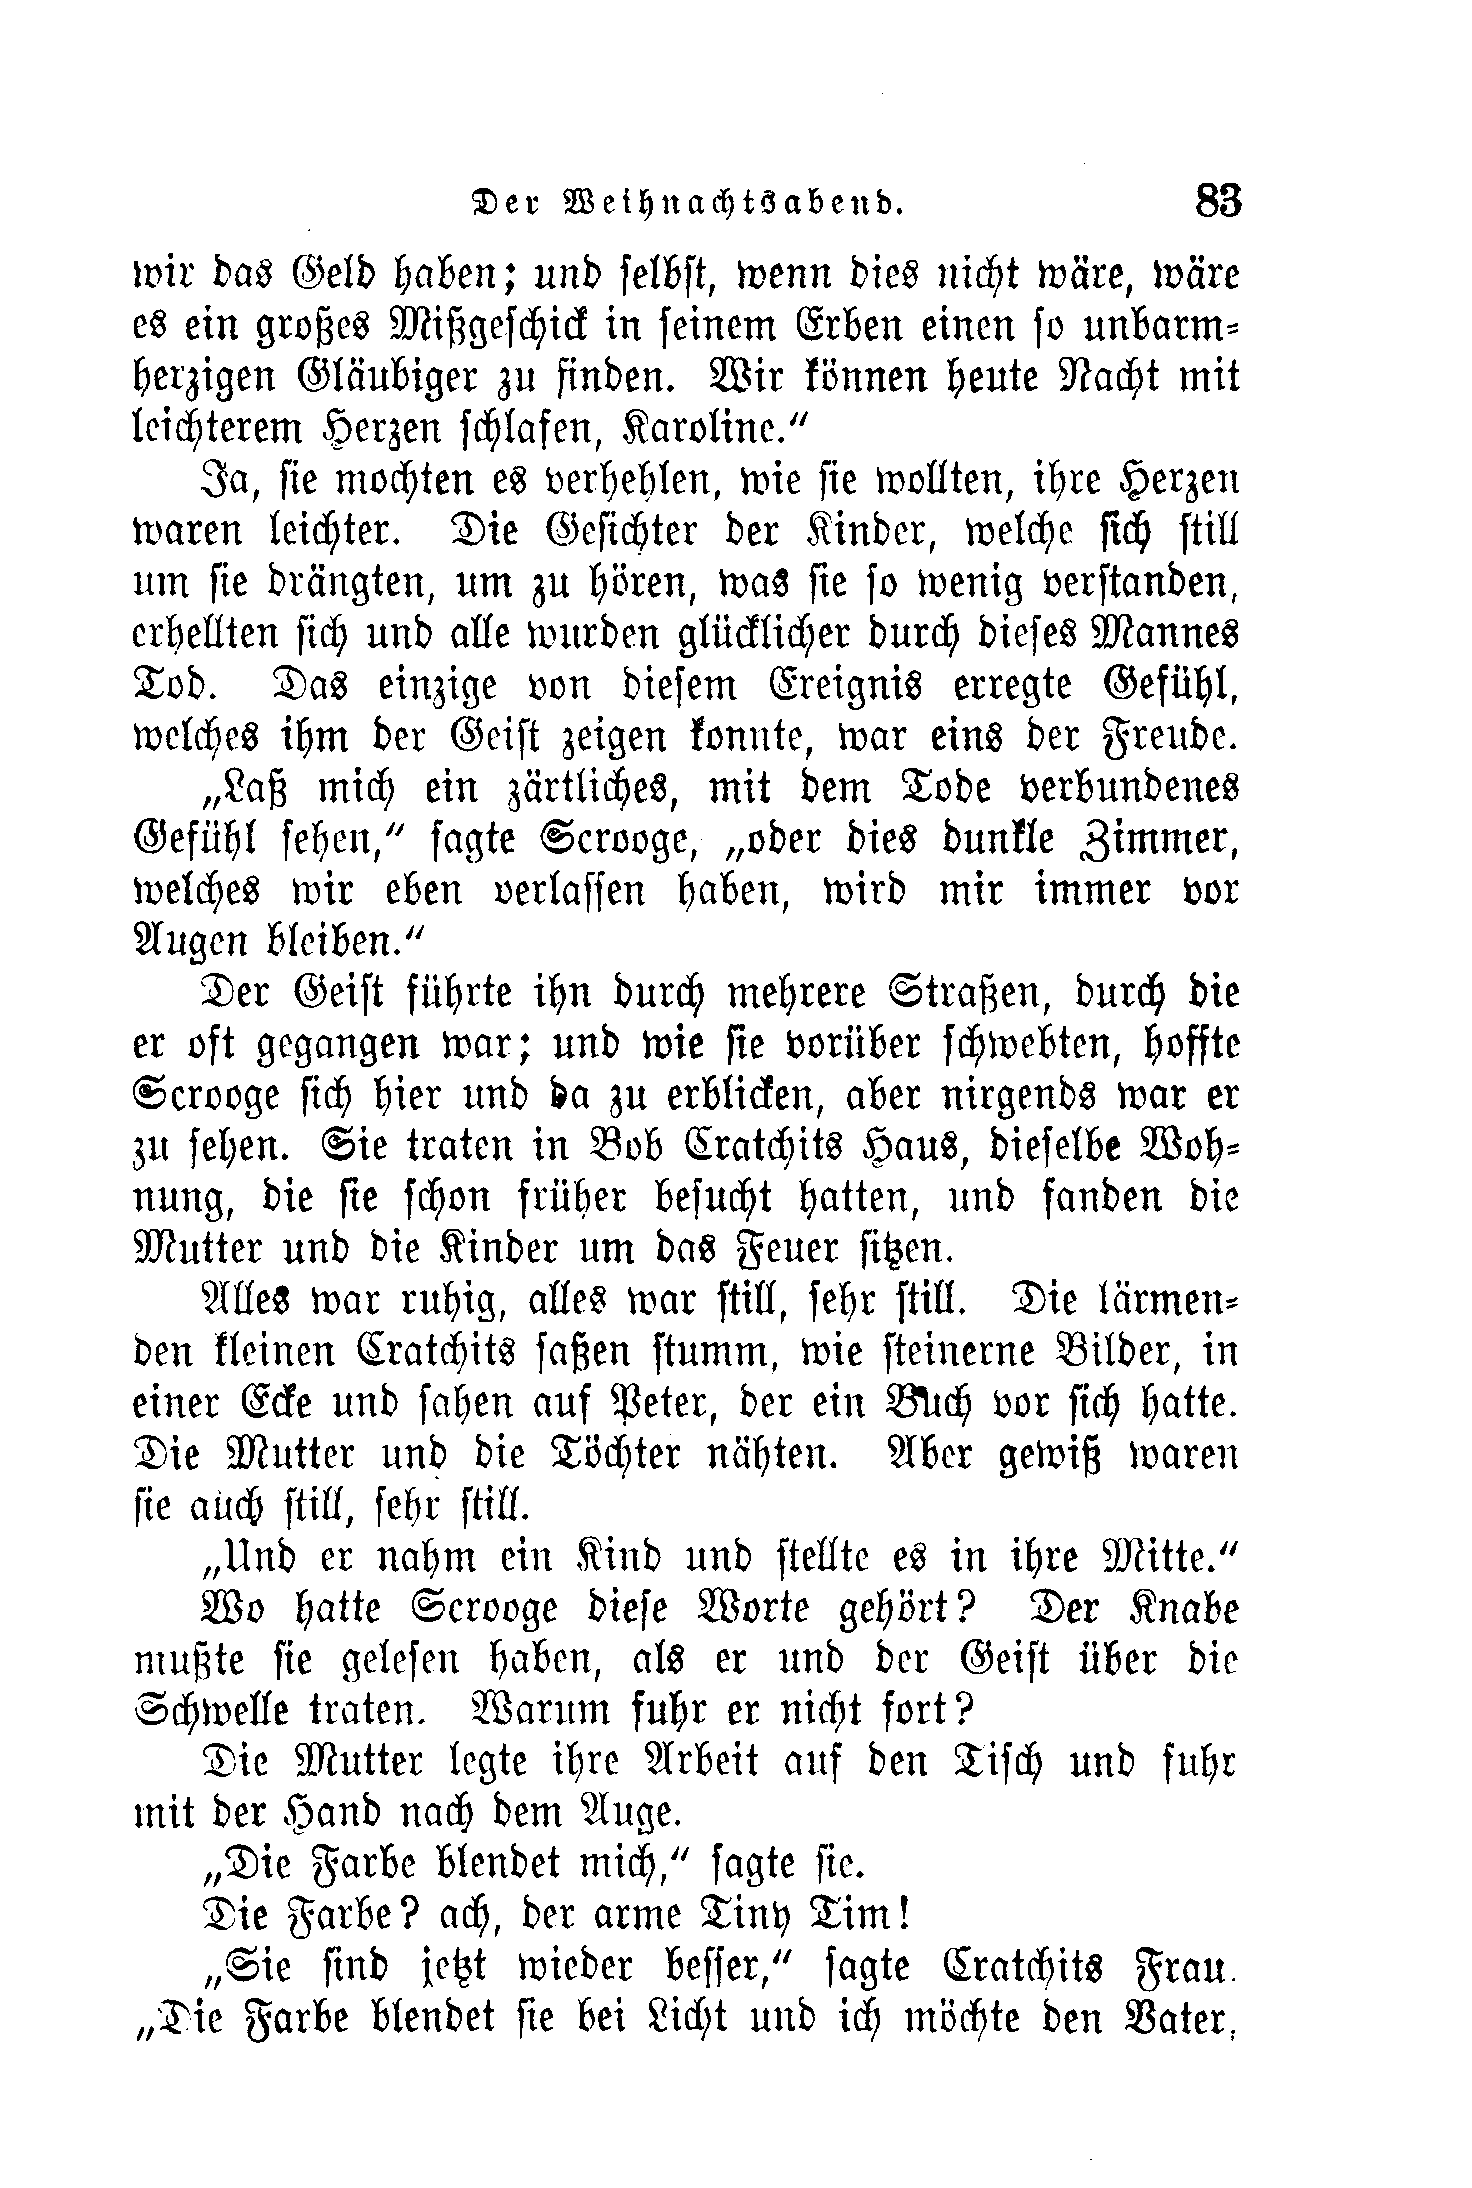 Der Weihnachtsabend. 83
wir das Geld haben; und selbst, wenn dies nicht wäre, wäre
es ein großes Mißgeschick in seinem Erben einen so unbarm-
herzigen Gläubiger zu finden. Wir können heute Nacht mit
leichterem Herzen schlafen, Karoline.“
Ja, sie mochten es verhehlen, wie sie wollten, ihre Herzen
waren leichter. Die Gesichter der Kinder, welche sich still
um sie drängten, um zu hören, was sie so wenig verstanden,
erhellten sich und alle wurden glücklicher durch dieses Mannes
Tod. Das einzige von diesem Ereignis erregte Gefühl,
welches ihm der Geist zeigen konnte, war eins der Freude.
„Laß mich ein zärtliches, mit dem Tode verbundenes
Gefühl sehen,“ sagte Scrooge, „oder dies dunkle Zimmer,
welches wir eben verlassen haben, wird mir immer vor
Augen bleiben.“
Der Geist führte ihn durch mehrere Straßen, durch die
er oft gegangen war; und wie sie vorüber schwebten, hoffte
Scrooge sich hier und da zu erblicken, aber nirgends war er
zu sehen. Sie traten in Bob Cratchits Haus, dieselbe Woh-
nung, die sie schon früher besucht hatten, und fanden die
Mutter und die Kinder um das Feuer sitzen.
Alles war ruhig, alles war still, sehr still. Die lärmen-
den kleinen Cratchits saßen stumm, wie steinerne Bilder, in
einer Ecke und sahen auf Peter, der ein Buch vor sich hatte.
Die Mutter und die Töchter nähten. Aber gewiß waren
sie auch still, sehr still.
„Und er nahm ein Kind und stellte es in ihre Mitte.“
Wo hatte Scrooge diese Worte gehört? Der Knabe
mußte sie gelesen haben, als er und der Geist über die
Schwelle traten. Warum fuhr er nicht fort?
Die Mutter legte ihre Arbeit auf den Tisch und fuhr
mit der Hand nach dem Auge.
„Die Farbe blendet mich,“ sagte sie.
Die Farbe? ach, der arme Tiny Tim!
„Sie sind jetzt wieder besser,“ sagte Cratchits Frau.
„Die Farbe blendet sie bei Licht und ich möchte den Vater,